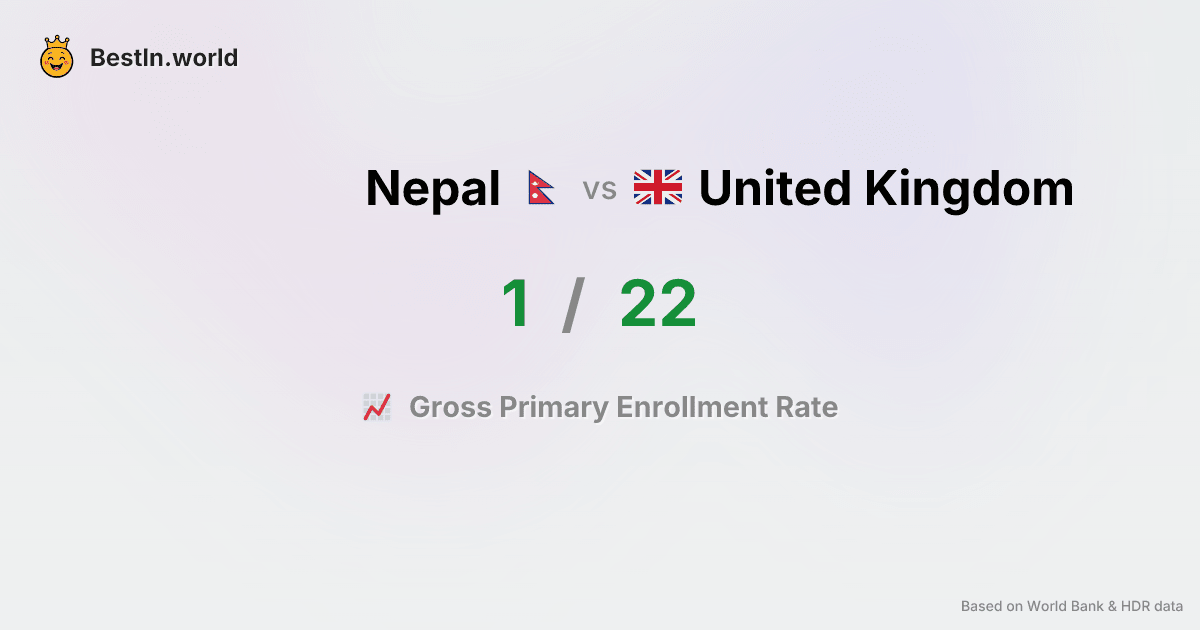 BestIn.world
Nepal vs United Kingdom
1 / 22
Gross Primary Enrollment Rate
Based on World Bank & HDR data